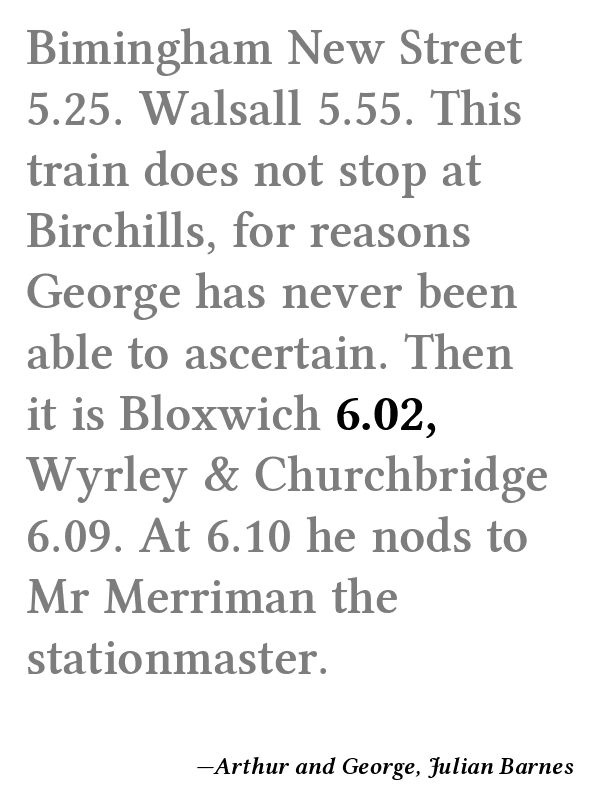 Bimingham New Street
5.25. Walsall 5.55. This
train does not stop at
Birchills, for reasons
George has never been
able to ascertain. Then
it is Bloxwich 6.02,
Wyrley & Churchbridge
6.09. At 6.10 he nods to
Mr Merriman the
stationmaster.
—Arthur and George, Julian Barnes